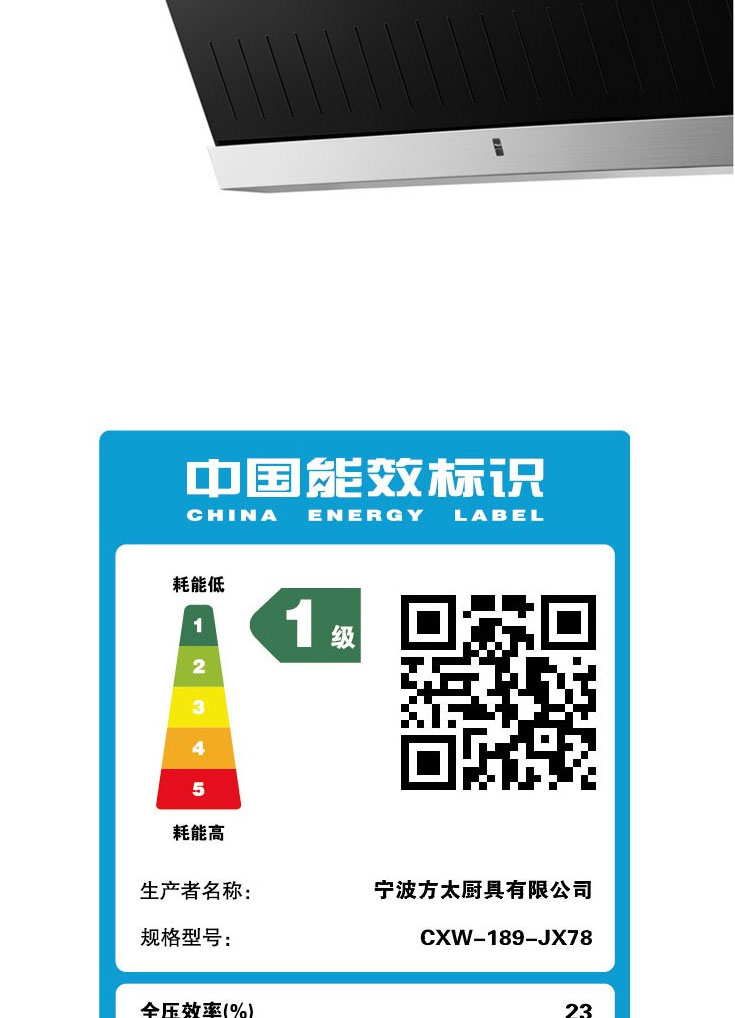 中国能效标识
CHINA ENERGY LABEL
耗能低
1
2
3
4
5
耗能高
1级
生产者名称:
宁波方太厨具有限公司
规格型号:
CXW-189-JX78
全压效率(%)
23